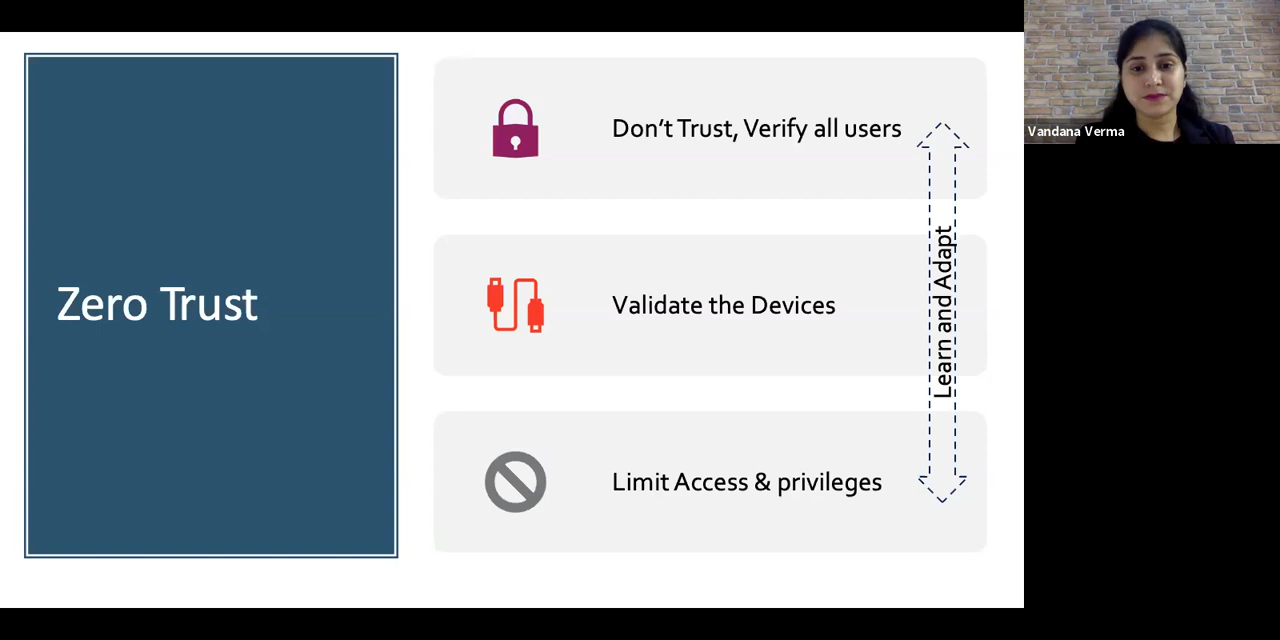 Zero Trust
Don't Trust, Verify all users
Validate the Devices
Limit Access & privileges
Learn and Adapt
Vandana Verma